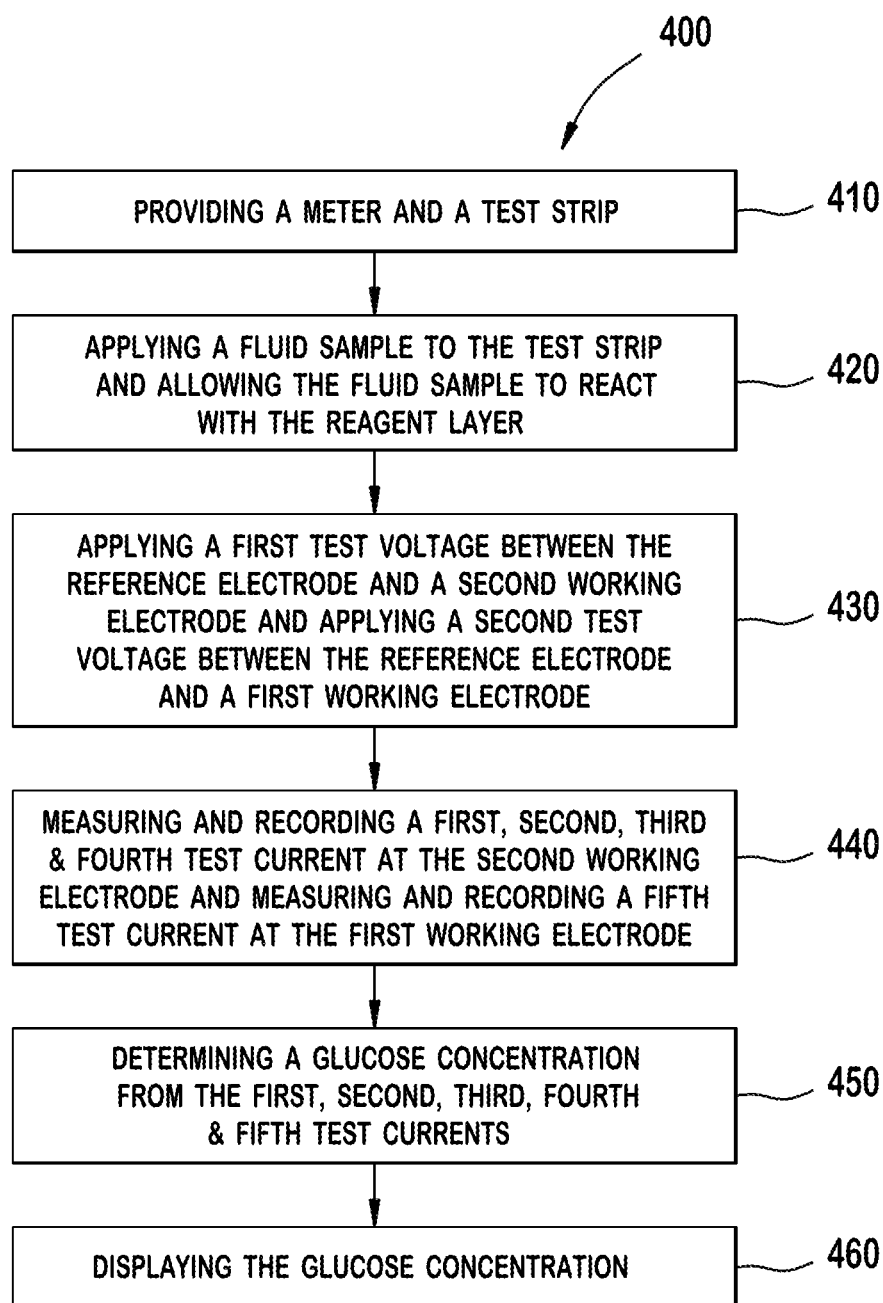 400
PROVIDING A METER AND A TEST STRIP
410
APPLYING A FLUID SAMPLE TO THE TEST STRIP
AND ALLOWING THE FLUID SAMPLE TO REACT
WITH THE REAGENT LAYER
420
APPLYING A FIRST TEST VOLTAGE BETWEEN THE
REFERENCE ELECTRODE AND A SECOND WORKING
ELECTRODE AND APPLYING A SECOND TEST
VOLTAGE BETWEEN THE REFERENCE ELECTRODE
AND A FIRST WORKING ELECTRODE
430
MEASURING AND RECORDING A FIRST, SECOND, THIRD
& FOURTH TEST CURRENT AT THE SECOND WORKING
ELECTRODE AND MEASURING AND RECORDING A FIFTH
TEST CURRENT AT THE FIRST WORKING ELECTRODE
440
DETERMINING A GLUCOSE CONCENTRATION
FROM THE FIRST, SECOND, THIRD, FOURTH
& FIFTH TEST CURRENTS
450
DISPLAYING THE GLUCOSE CONCENTRATION
460